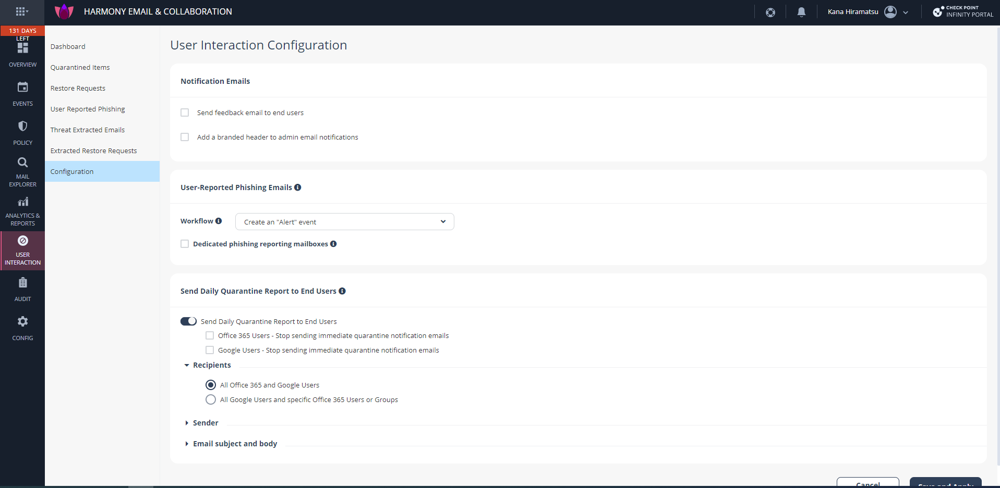 HARMONY EMAIL & COLLABORATION
Kana Hiramatsu
CHECK POINT
INFINITY PORTAL
131 DAYS
LEFT
OVERVIEW
EVENTS
POLICY
MAIL
EXPLORER
ANALYTICS &
REPORTS
USER
INTERACTION
AUDIT
CONFIG
Dashboard
Quarantined Items
Restore Requests
User Reported Phishing
Threat Extracted Emails
Extracted Restore Requests
Configuration
User Interaction Configuration
Notification Emails
Send feedback email to end users
Add a branded header to admin email notifications
User-Reported Phishing Emails
Workflow
Create an "Alert" event
Dedicated phishing reporting mailboxes
Send Daily Quarantine Report to End Users
Send Daily Quarantine Report to End Users
Office 365 Users - Stop sending immediate quarantine notification emails
Google Users - Stop sending immediate quarantine notification emails
Recipients
All Office 365 and Google Users
All Google Users and specific Office 365 Users or Groups
Sender
Email subject and body
Cancel
Save and Apply